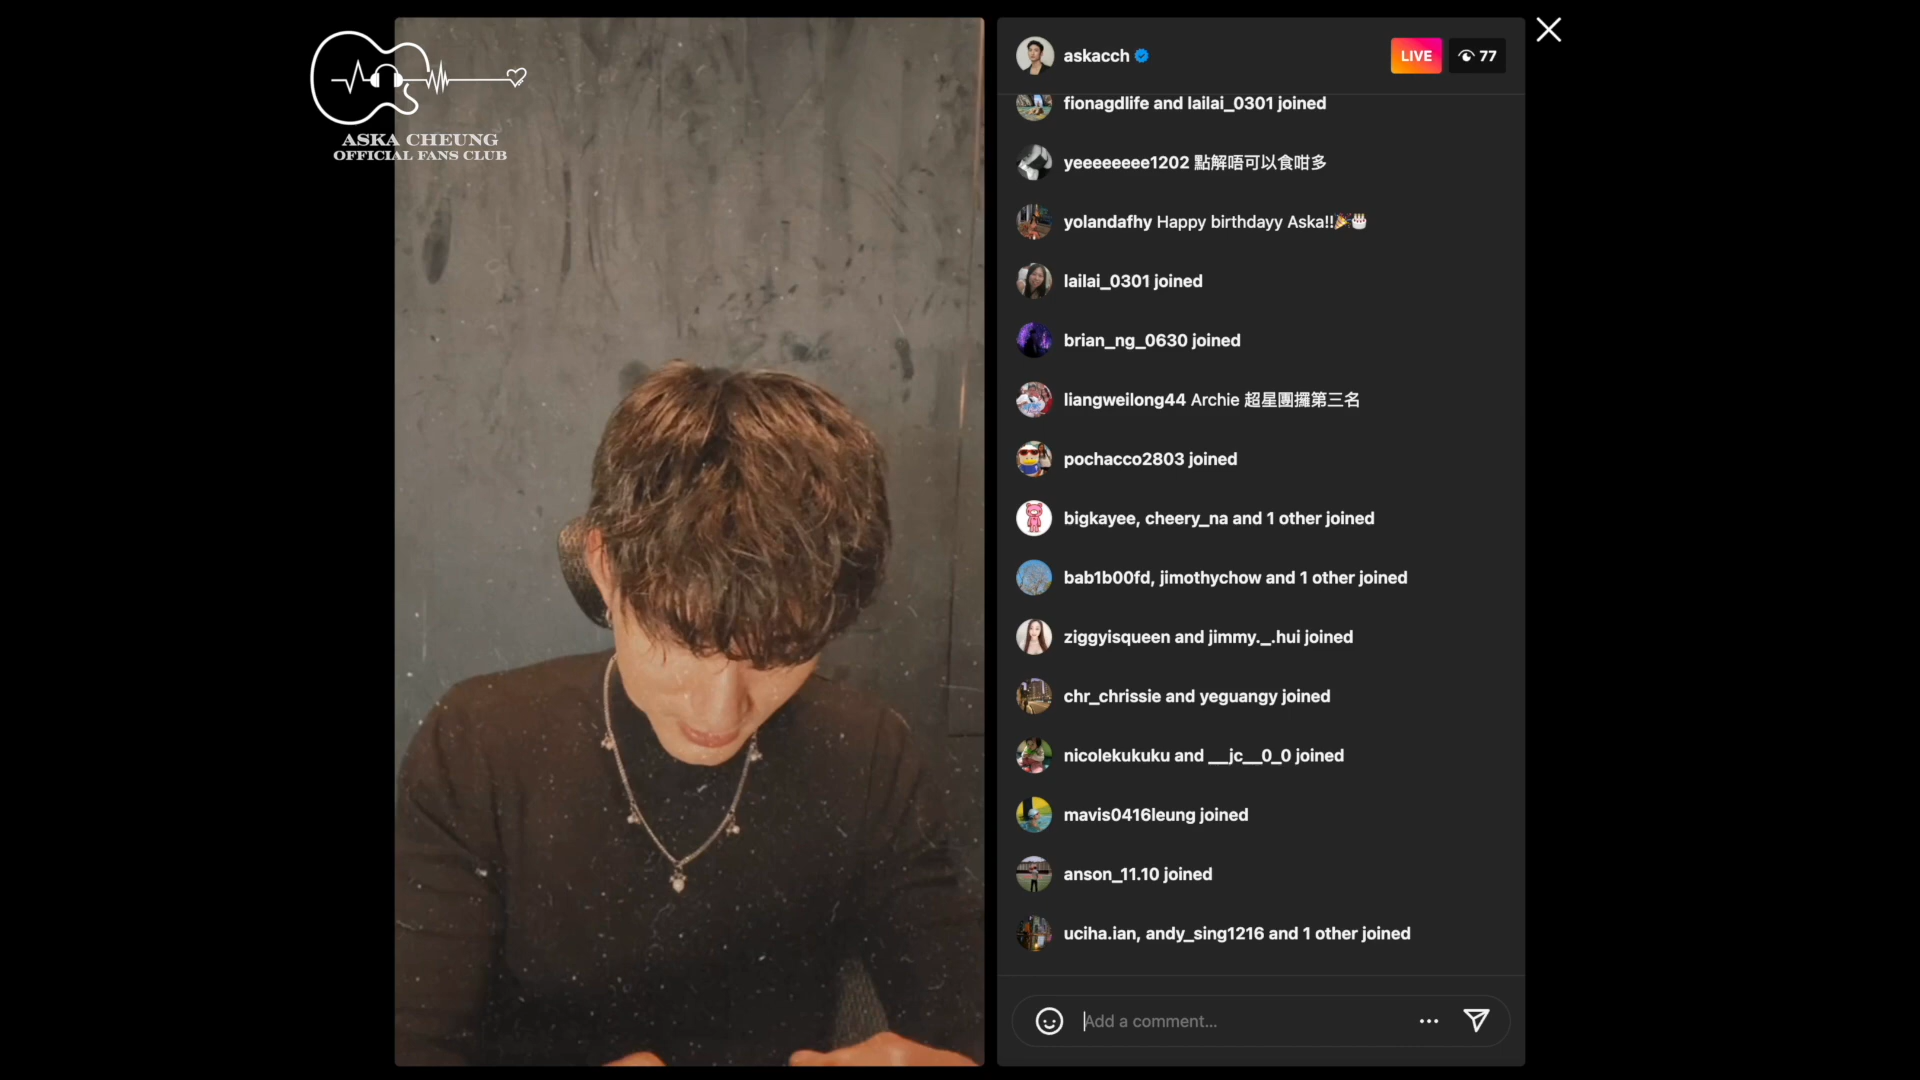 ASKA CHEUNG
OFFICIAL FANS CLUB
askacch
LIVE
77
fionagdlife and lailai_0301 joined
yeeeeeeee1202 點解唔可以食咁多
yolandafhy Happy birthdayy Aska!!🎉🎂
lailai_0301 joined
brian_ng_0630 joined
liangweilong44 Archie 超星團攞第三名
pochacco2803 joined
bigkayee, cheery_na and 1 other joined
bab1b00fd, jimothychow and 1 other joined
ziggyisqueen and jimmy._.hui joined
chr_chrissie and yeguangy joined
nicolekukuku and __jc__0_0 joined
mavis0416leung joined
anson_11.10 joined
uciha.ian, andy_sing1216 and 1 other joined
Add a comment...